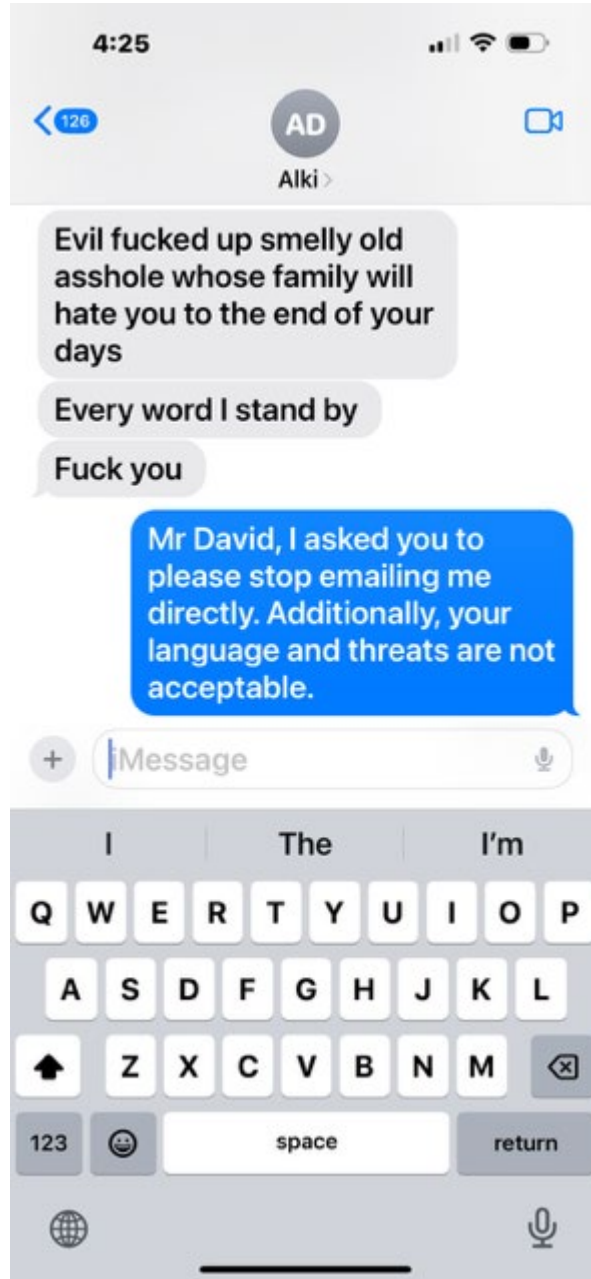 4:25
126
AD
Alki
Evil fucked up smelly old
asshole whose family will
hate you to the end of your
days
Every word I stand by
Fuck you
Mr David, I asked you to
please stop emailing me
directly. Additionally, your
language and threats are not
acceptable.
iMessage
I The I'm
Q W E R T Y U I O P
A S D F G H J K L
Z X C V B N M
123 space return